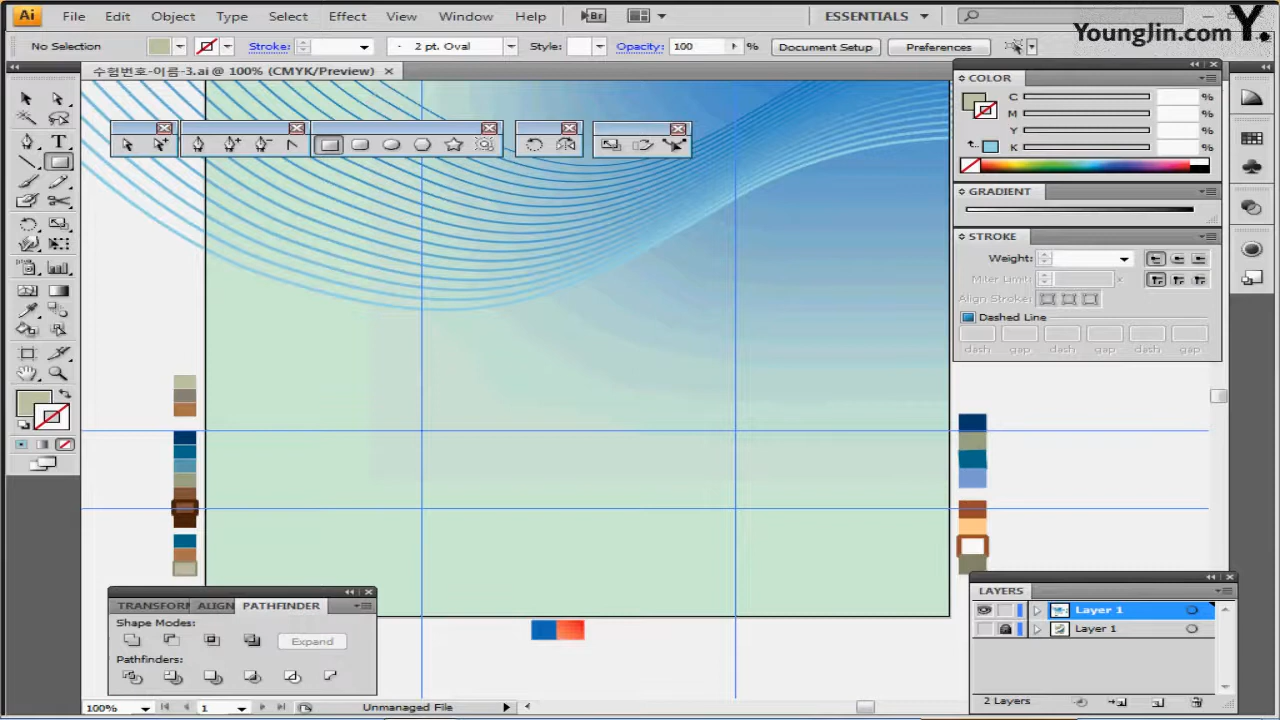 Ai File Edit Object Type Select Effect View Window Help Br ESSENTIALS
YoungJin.com Y.
No Selection Stroke: 2 pt. Oval Style: Opacity: 100 % Document Setup Preferences
수험번호-이름-3.ai @ 100% (CMYK/Preview)
COLOR
C %
M %
Y %
K %
GRADIENT
STROKE
Weight:
Miter Limit: x
Align Stroke:
Dashed Line
dash gap dash gap dash gap
TRANSFORM ALIGN PATHFINDER
Shape Modes:
Expand
Pathfinders:
LAYERS
Layer 1
Layer 1
2 Layers
100% 1 Unmanaged File